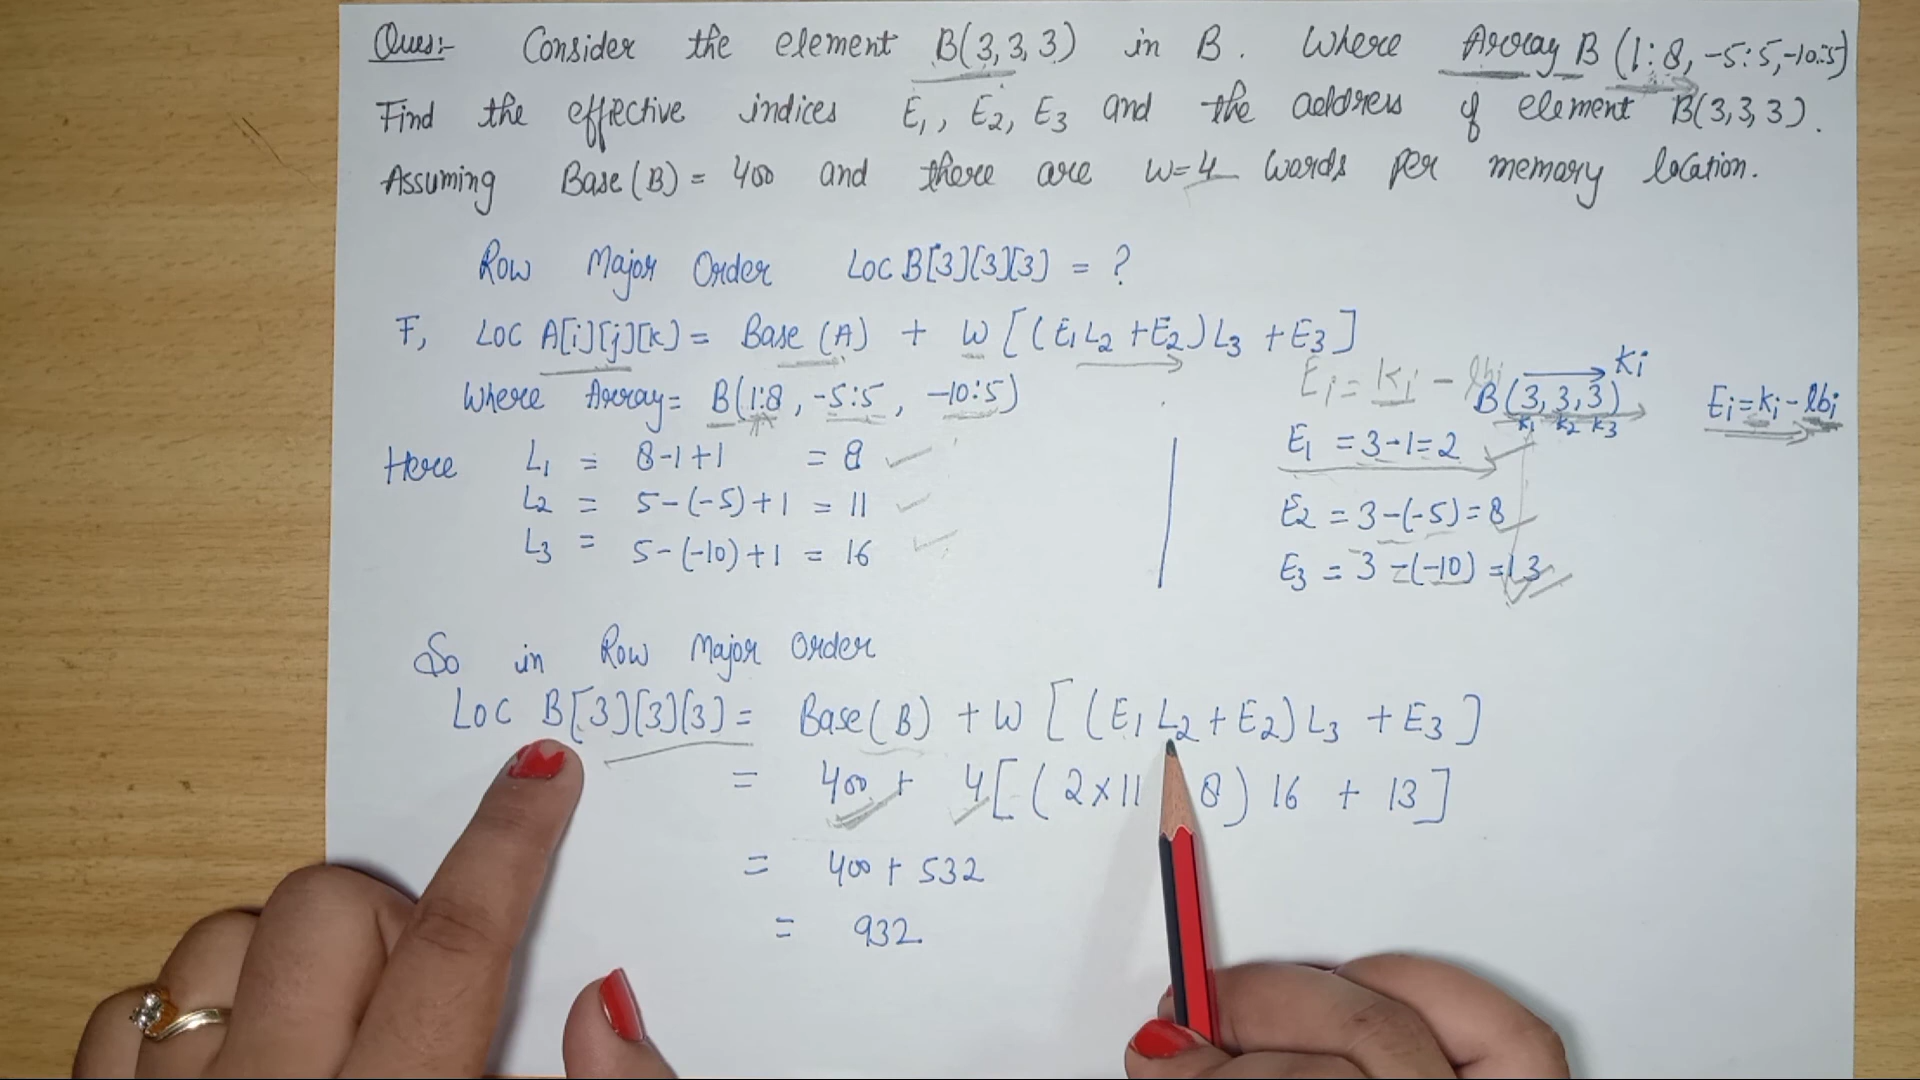 Ques:- Consider the element B(3,3,3) in B. Where Array B (1:8, -5:5, -10:5)
Find the effective indices E₁, E₂, E₃ and the address of element B(3,3,3).
Assuming Base(B) = 400 and there are W=4 words per memory location.
Row Major Order LOC B[3][3][3] = ?
F, LOC A[i][j][k] = Base (A) + W [(E₁L₂ + E₂)L₃ + E₃]
Where Array = B(1:8, -5:5, -10:5)
Ei = ki - lbi
ki
B(3,3,3)
k₁ k₂ k₃
Ei = ki - lbi
Here L₁ = 8-1+1 = 8
L₂ = 5-(-5)+1 = 11
L₃ = 5-(-10)+1 = 16
E₁ = 3-1=2
E₂ = 3-(-5)=8
E₃ = 3-(-10)=13
So in Row Major Order
LOC B[3][3][3] = Base(B) + W [(E₁L₂+E₂)L₃ + E₃]
= 400 + 4[(2×11 8) 16 + 13]
= 400 + 532
= 932